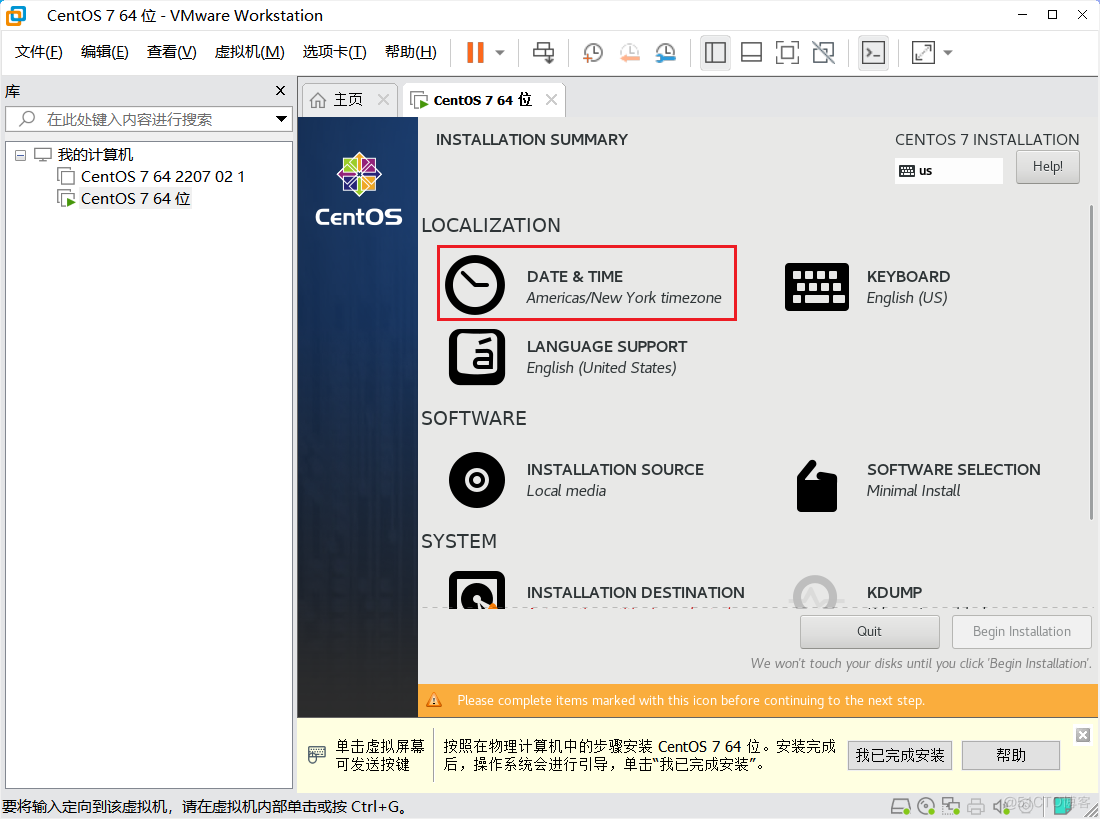 CentOS 7 64 位 - VMware Workstation
文件(F) 编辑(E) 查看(V) 虚拟机(M) 选项卡(T) 帮助(H)
库
在此处键入内容进行搜索
我的计算机
CentOS 7 64 2207 02 1
CentOS 7 64 位
主页
CentOS 7 64 位
CentOS
INSTALLATION SUMMARY
CENTOS 7 INSTALLATION
us
Help!
LOCALIZATION
DATE & TIME
Americas/New York timezone
KEYBOARD
English (US)
LANGUAGE SUPPORT
English (United States)
SOFTWARE
INSTALLATION SOURCE
Local media
SOFTWARE SELECTION
Minimal Install
SYSTEM
INSTALLATION DESTINATION
KDUMP
Quit
Begin Installation
We won't touch your disks until you click 'Begin Installation'.
Please complete items marked with this icon before continuing to the next step.
单击虚拟屏幕
可发送按键
按照在物理计算机中的步骤安装 CentOS 7 64 位。安装完成
后，操作系统会进行引导，单击“我已完成安装”。
我已完成安装
帮助
要将输入定向到该虚拟机，请在虚拟机内部单击或按 Ctrl+G。